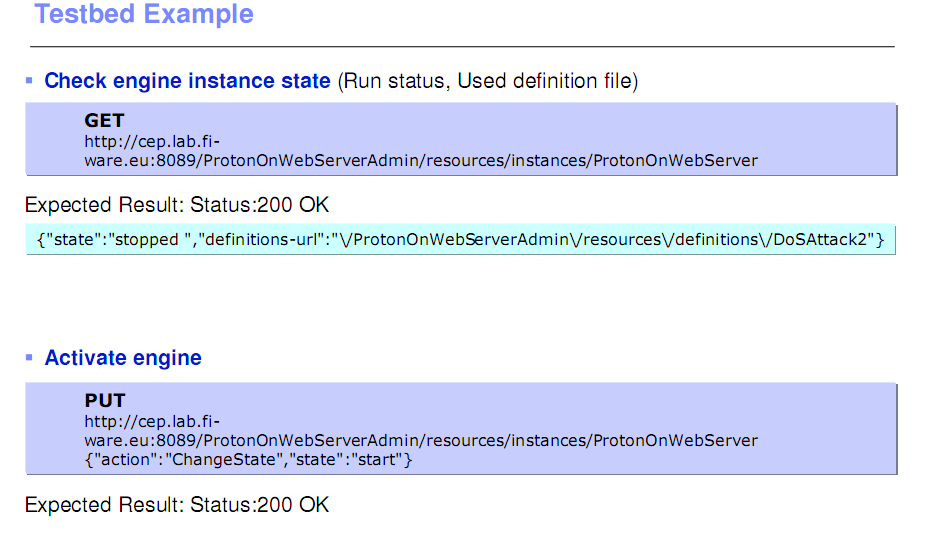 Testbed Example
▪ Check engine instance state (Run status, Used definition file)
GET
http://cep.lab.fi-
ware.eu:8089/ProtonOnWebServerAdmin/resources/instances/ProtonOnWebServer
Expected Result: Status:200 OK
{"state":"stopped ","definitions-url":"\/ProtonOnWebServerAdmin\/resources\/definitions\/DoSAttack2"}
▪ Activate engine
PUT
http://cep.lab.fi-
ware.eu:8089/ProtonOnWebServerAdmin/resources/instances/ProtonOnWebServer
{"action":"ChangeState","state":"start"}
Expected Result: Status:200 OK